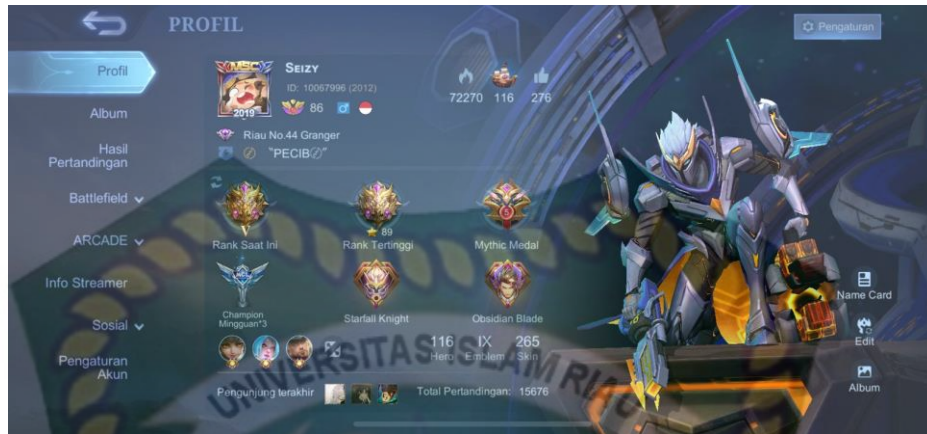 PROFIL
Pengaturan
Profil
Album
Hasil
Pertandingan
Battlefield
ARCADE
Info Streamer
Sosial
Pengaturan
Akun
MSC
2019
SEIZY
ID: 10067996 (2012)
86
72270 116 276
Riau No.44 Granger
"PECIB"
Rank Saat Ini
89
Rank Tertinggi
Mythic Medal
Champion
Mingguan*3
Starfall Knight
Obsidian Blade
116 IX 265
Hero Emblem Skin
Pengunjung terakhir
Total Pertandingan: 15676
Name Card
Edit
Album
UNIVERSITAS ISLAM RIAU